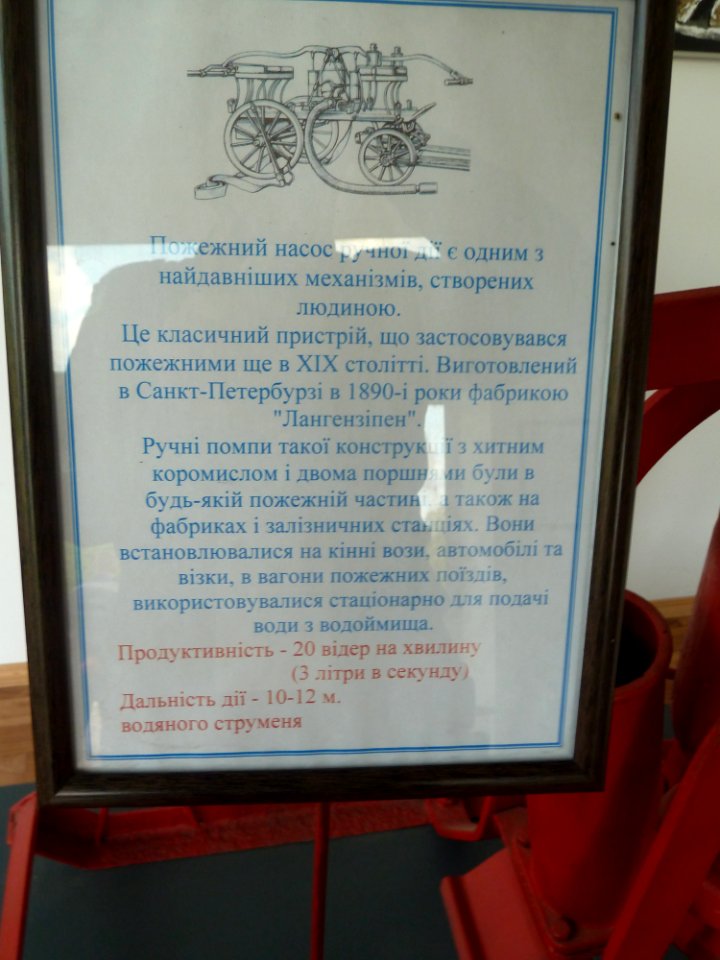 Пожежний насос ручної дії є одним з
найдавніших механізмів, створених
людиною.
Це класичний пристрій, що застосовувався
пожежними ще в XIX столітті. Виготовлений
в Санкт-Петербурзі в 1890-і роки фабрикою
"Лангензіпен".
Ручні помпи такої конструкції з хитним
коромислом і двома поршнями були в
будь-якій пожежній частині, а також на
фабриках і залізничних станціях. Вони
встановлювалися на кінні вози, автомобілі та
візки, в вагони пожежних поїздів,
використовувалися стаціонарно для подачі
води з водоймища.
Продуктивність - 20 відер на хвилину
(3 літри в секунду)
Дальність дії - 10-12 м.
водяного струменя